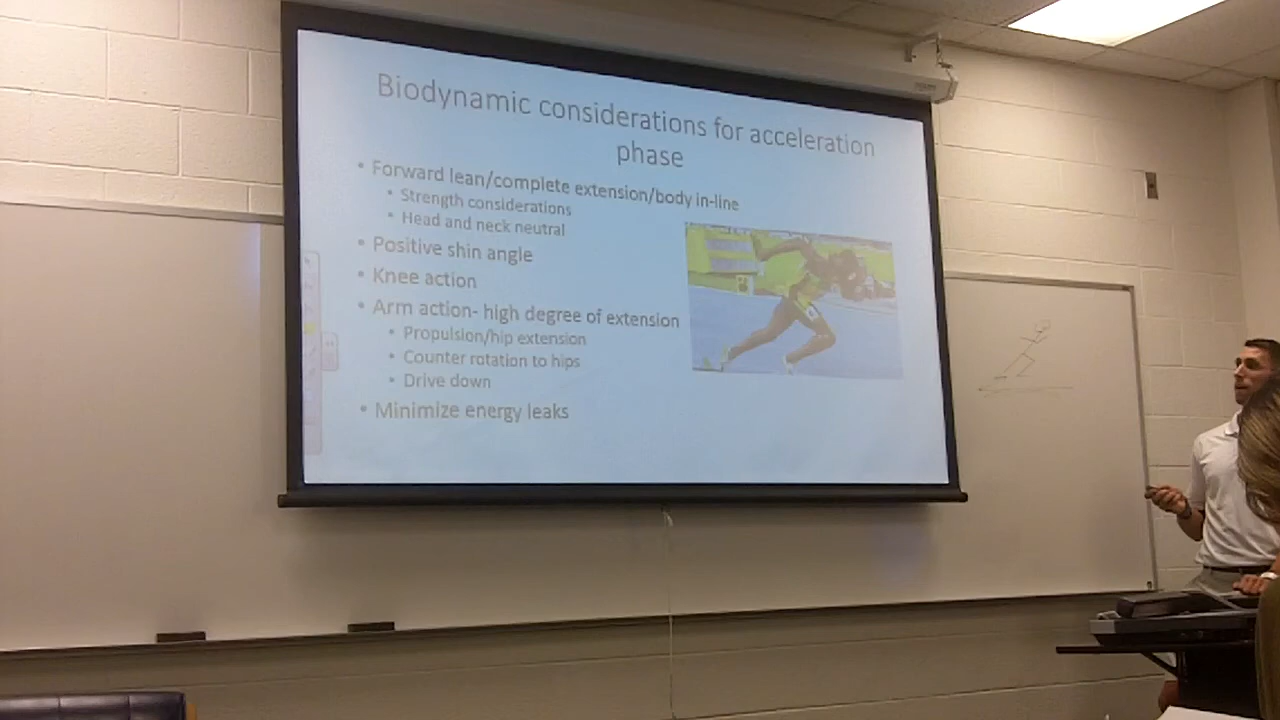 Biodynamic considerations for acceleration
phase
• Forward lean/complete extension/body in-line
• Strength considerations
• Head and neck neutral
• Positive shin angle
• Knee action
• Arm action- high degree of extension
• Propulsion/hip extension
• Counter rotation to hips
• Drive down
• Minimize energy leaks